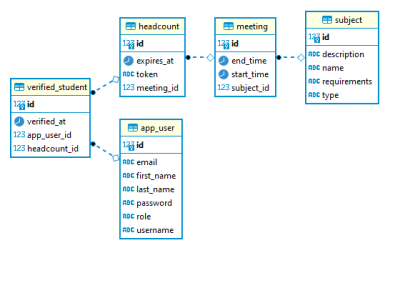 headcount
123 id
expires_at
ABC token
123 meeting_id
meeting
123 id
end_time
start_time
123 subject_id
subject
123 id
ABC description
ABC name
ABC requirements
ABC type
verified_student
123 id
verified_at
123 app_user_id
123 headcount_id
app_user
123 id
ABC email
ABC first_name
ABC last_name
ABC password
ABC role
ABC username